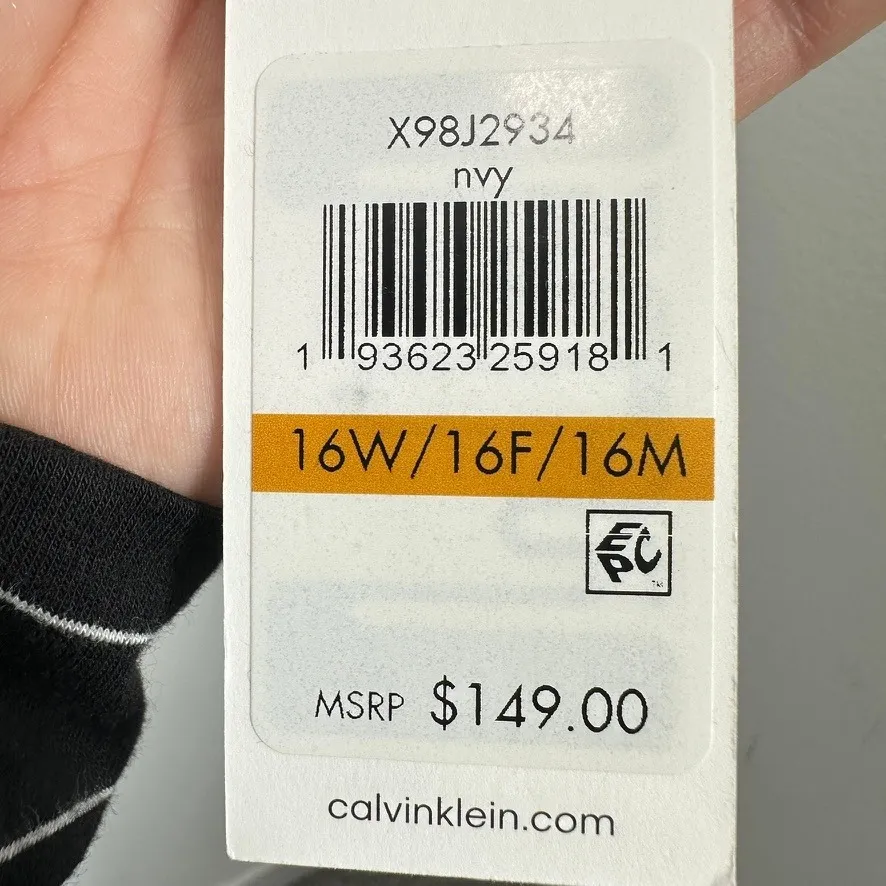 X98J2934
nvy
1 93623 25918 1
16W/16F/16M
EPC
TM
MSRP $149.00
calvinklein.com